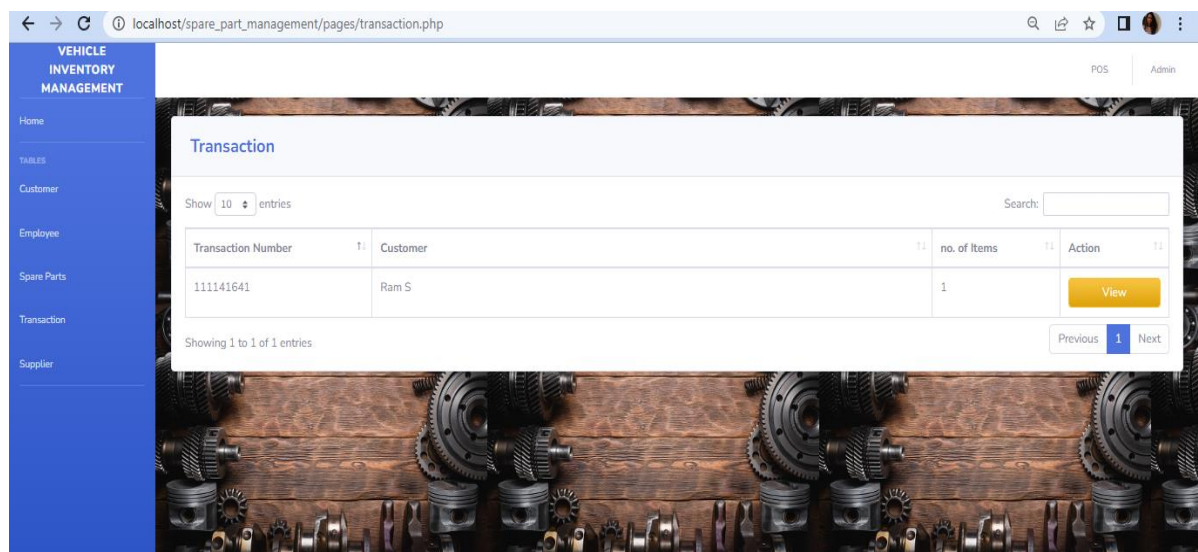 localhost/spare_part_management/pages/transaction.php
VEHICLE
INVENTORY
MANAGEMENT
POS Admin
Home
TABLES
Customer
Employee
Spare Parts
Transaction
Supplier
Transaction
Show 10 entries
Search:
Transaction Number Customer no. of Items Action
111141641 Ram S 1 View
Showing 1 to 1 of 1 entries
Previous 1 Next